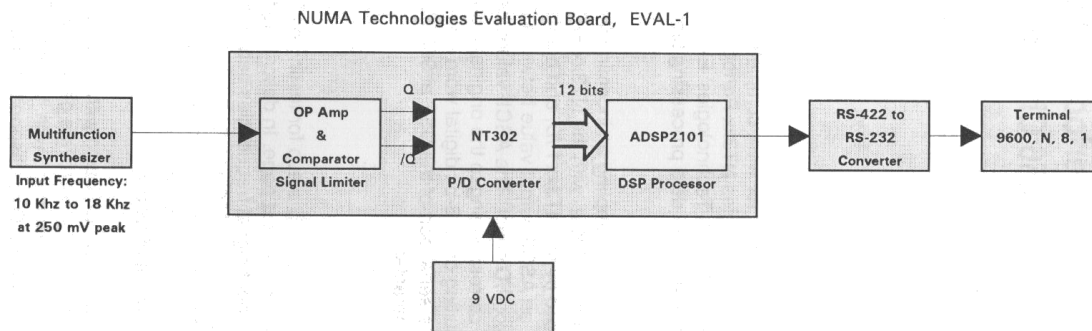 NUMA Technologies Evaluation Board, EVAL-1
Multifunction
Synthesizer
Input Frequency:
10 Khz to 18 Khz
at 250 mV peak
OP Amp
&
Comparator
Signal Limiter
Q
/Q
NT302
P/D Converter
12 bits
ADSP2101
DSP Processor
RS-422 to
RS-232
Converter
Terminal
9600, N, 8, 1
9 VDC